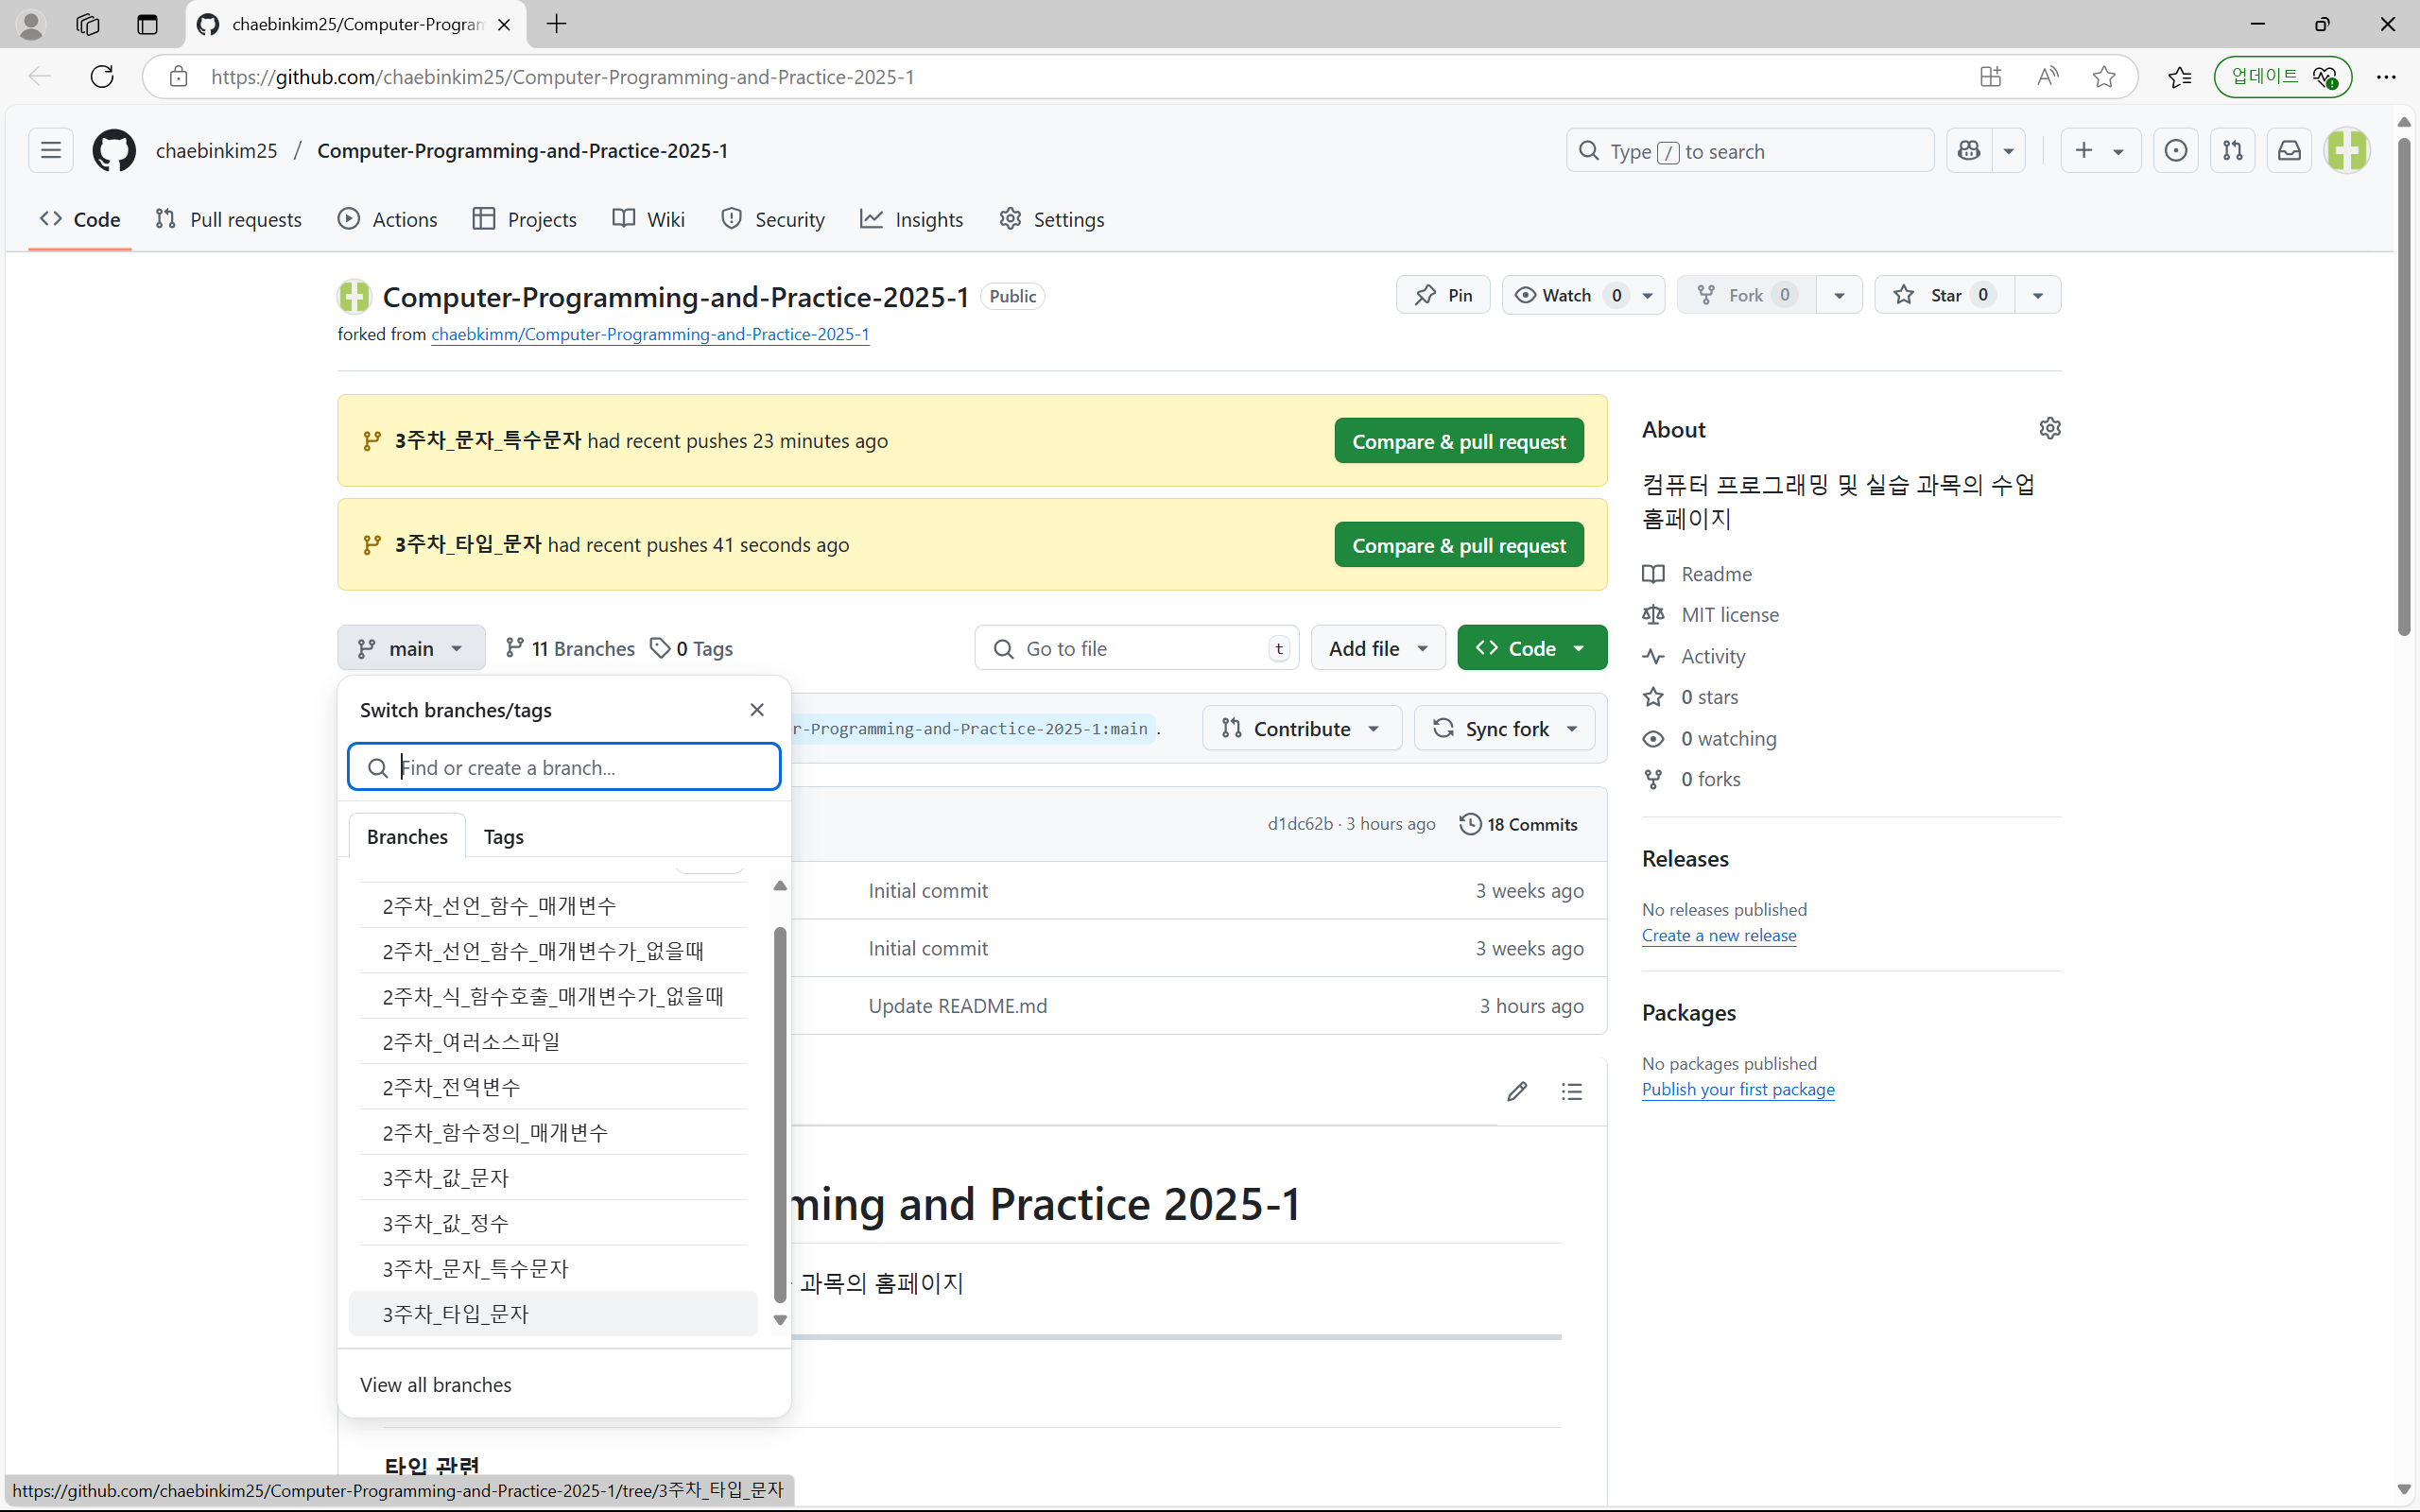 chaebinkim25/Computer-Program
https://github.com/chaebinkim25/Computer-Programming-and-Practice-2025-1
업데이트
chaebinkim25 / Computer-Programming-and-Practice-2025-1
Type / to search
Code
Pull requests
Actions
Projects
Wiki
Security
Insights
Settings
Computer-Programming-and-Practice-2025-1 Public
Pin
Watch 0
Fork 0
Star 0
forked from chaebkimm/Computer-Programming-and-Practice-2025-1
3주차_문자_특수문자 had recent pushes 23 minutes ago
Compare & pull request
3주차_타입_문자 had recent pushes 41 seconds ago
Compare & pull request
main
11 Branches
0 Tags
Go to file
t
Add file
Code
Switch branches/tags
Find or create a branch...
Branches
Tags
2주차_선언_함수_매개변수
2주차_선언_함수_매개변수가_없을때
2주차_식_함수호출_매개변수가_없을때
2주차_여러소스파일
2주차_전역변수
2주차_함수정의_매개변수
3주차_값_문자
3주차_값_정수
3주차_문자_특수문자
3주차_타입_문자
View all branches
r-Programming-and-Practice-2025-1:main .
Contribute
Sync fork
d1dc62b · 3 hours ago
18 Commits
Initial commit
3 weeks ago
Initial commit
3 weeks ago
Update README.md
3 hours ago
ming and Practice 2025-1
과목의 홈페이지
타입 관련
About
컴퓨터 프로그래밍 및 실습 과목의 수업
홈페이지
Readme
MIT license
Activity
0 stars
0 watching
0 forks
Releases
No releases published
Create a new release
Packages
No packages published
Publish your first package
https://github.com/chaebinkim25/Computer-Programming-and-Practice-2025-1/tree/3주차_타입_문자